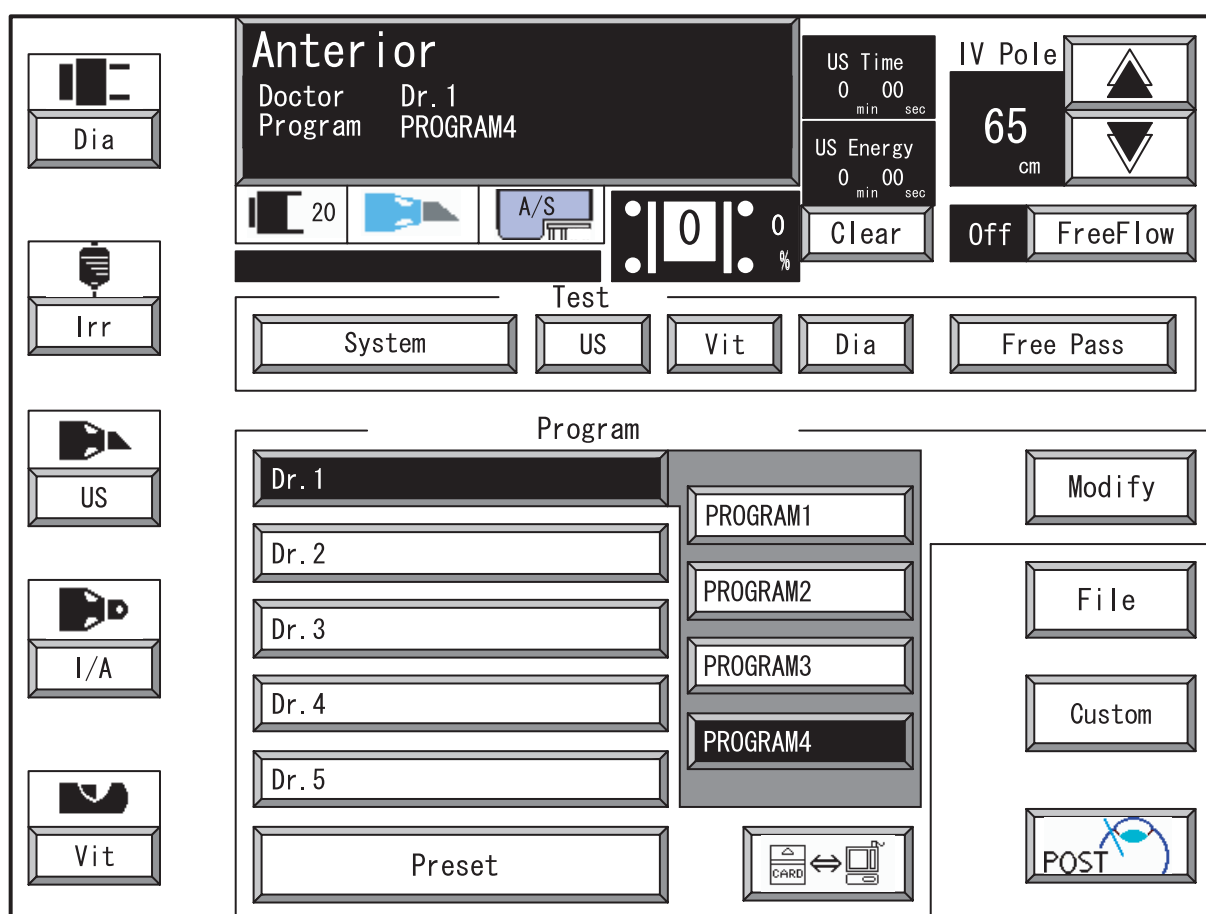 Anterior
Doctor Dr.1
Program PROGRAM4
US Time
0 00
min sec
US Energy
0 00
min sec
Clear
IV Pole
65
cm
Off FreeFlow
20
A/S
0
0
%
Dia
Irr
US
I/A
Vit
Test
System US Vit Dia Free Pass
Program
Dr.1
Dr.2
Dr.3
Dr.4
Dr.5
Preset
PROGRAM1
PROGRAM2
PROGRAM3
PROGRAM4
CARD
Modify
File
Custom
POST